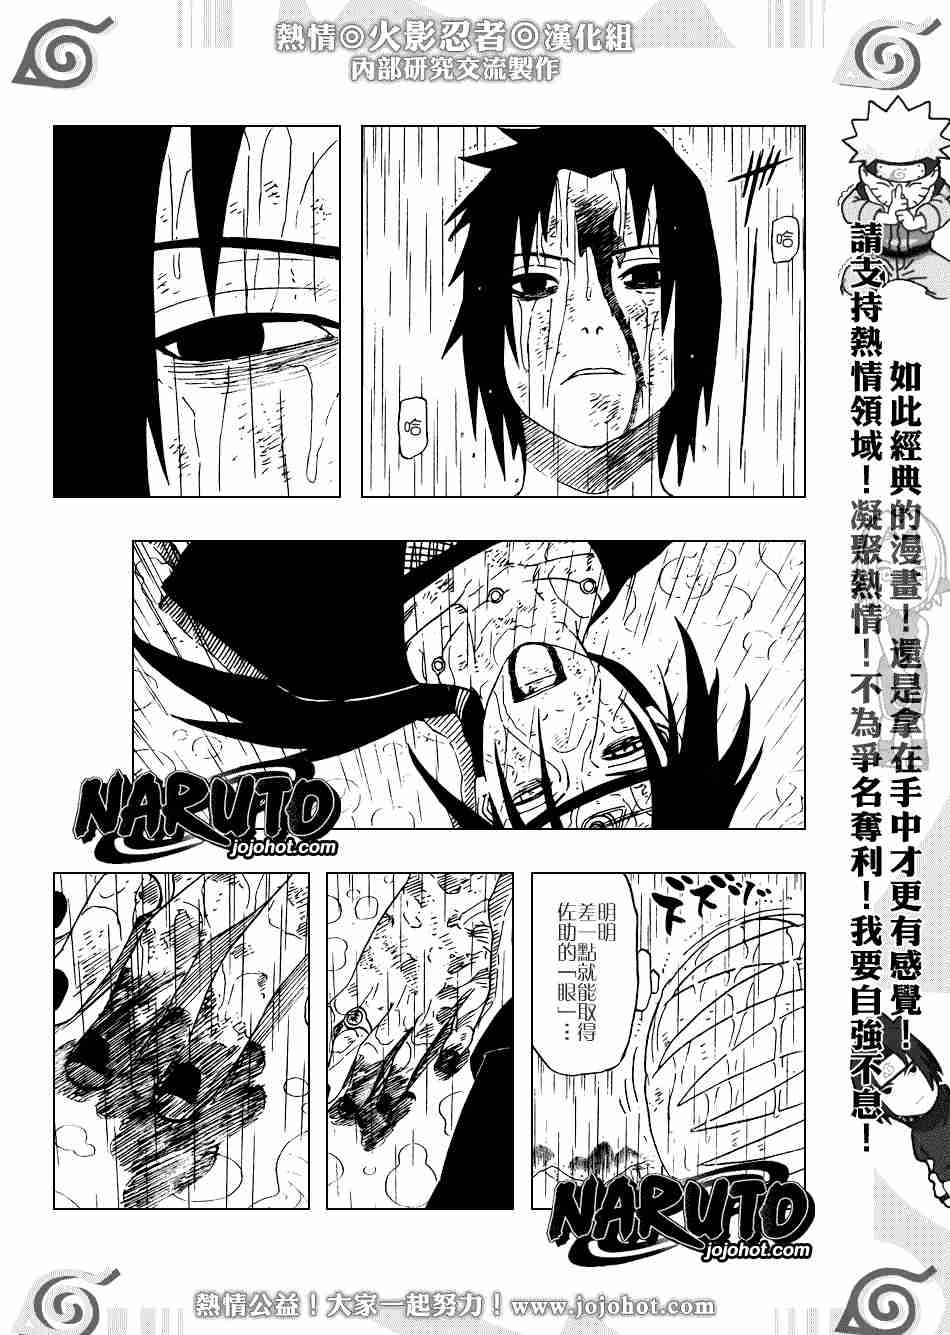 熱情◎火影忍者◎漢化組
內部研究交流製作
哈
哈
NARUTO
jojohot.com
明明
差一點就能取得
佐助的「眼」…
ズズズッ
NARUTO
jojohot.com
如此經典的漫畫！還是拿在手中才更有感覺！
請支持熱情領域！凝聚熱情！不為爭名奪利！我要自強不息！
熱情公益！大家一起努力！www.jojohot.com